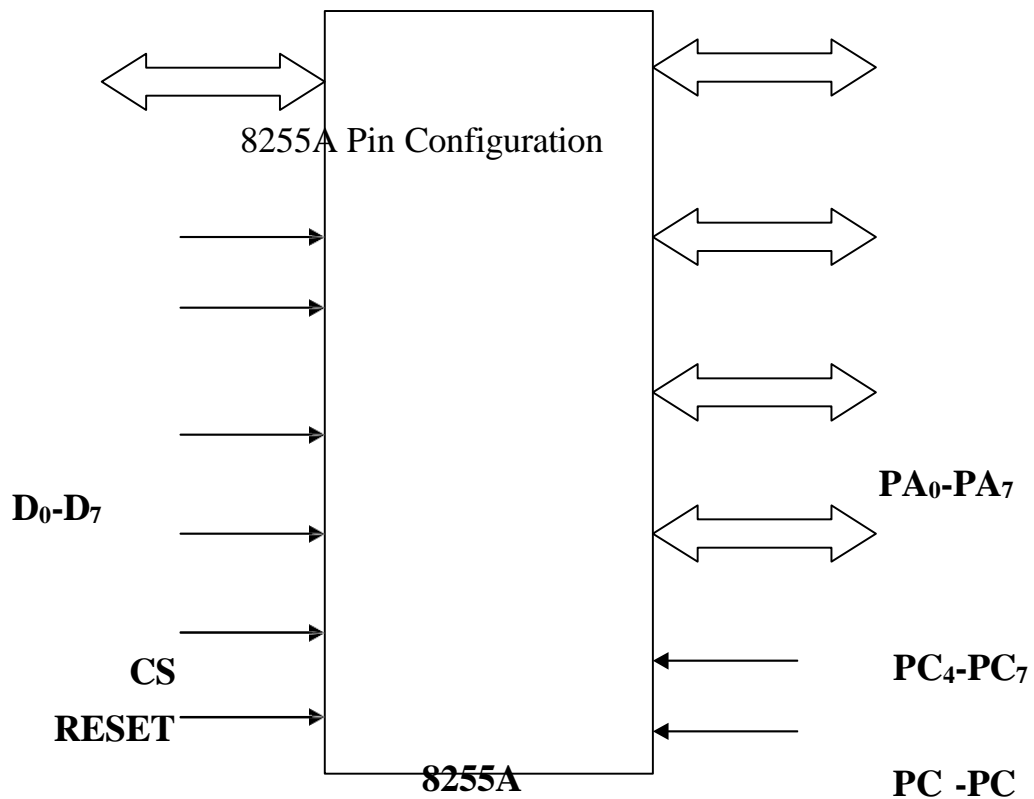 8255A Pin Configuration
D₀-D₇
PA₀-PA₇
CS
PC₄-PC₇
RESET
8255A
PC -PC